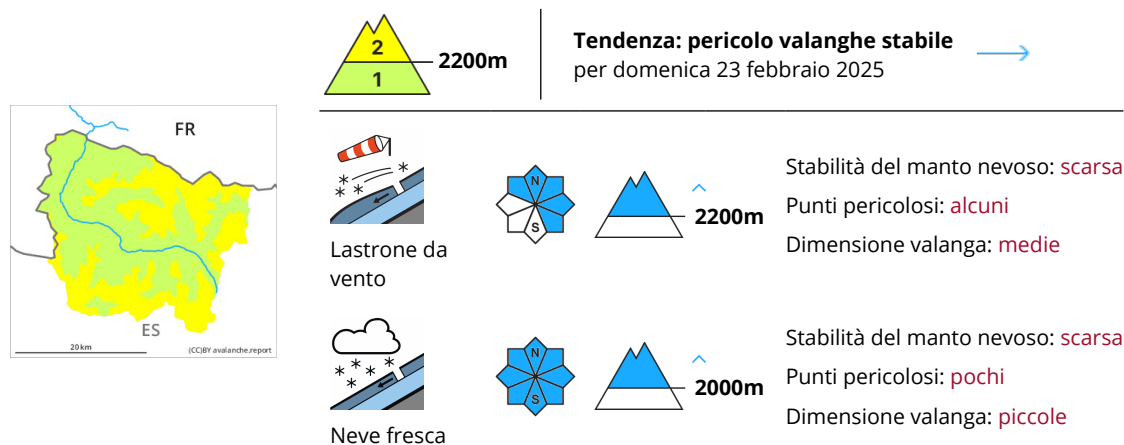 2
1
2200m
Tendenza: pericolo valanghe stabile
per domenica 23 febbraio 2025
FR
ES
20 km
(CC)BY avalanche.report
Lastrone da
vento
N
S
2200m
Stabilità del manto nevoso: scarsa
Punti pericolosi: alcuni
Dimensione valanga: medie
Neve fresca
N
S
2000m
Stabilità del manto nevoso: scarsa
Punti pericolosi: pochi
Dimensione valanga: piccole